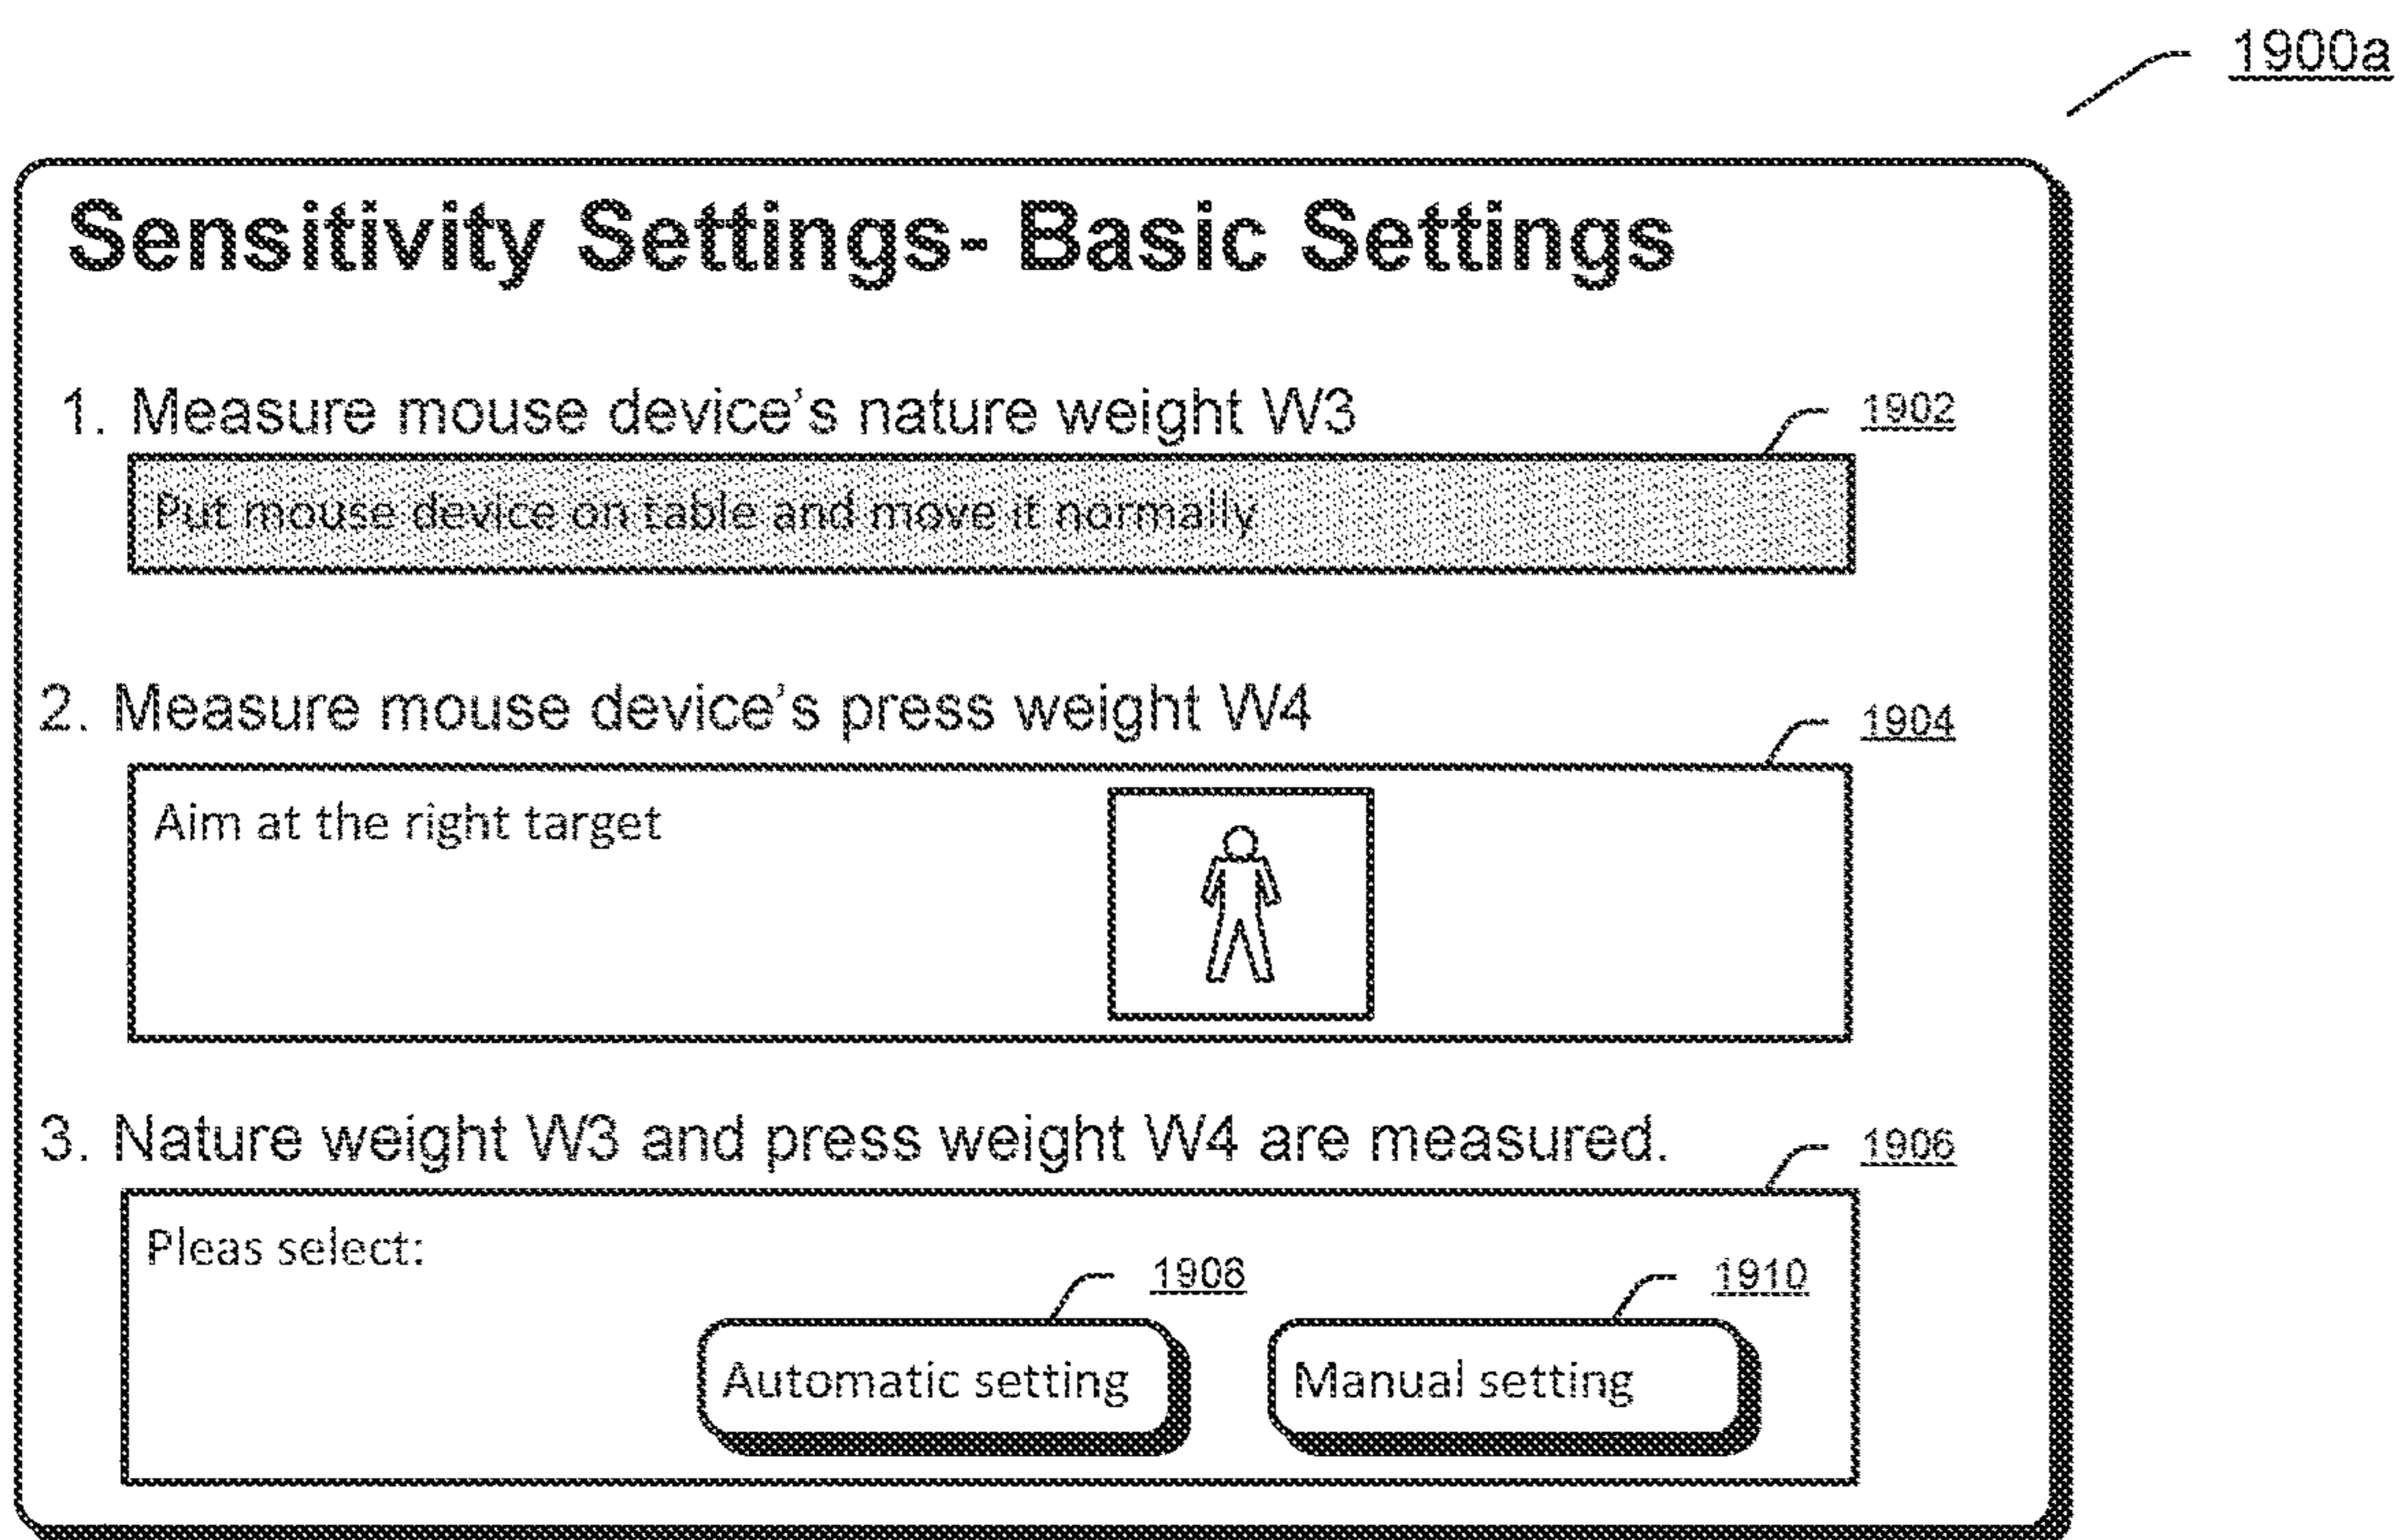 1900a
Sensitivity Settings- Basic Settings
1. Measure mouse device's nature weight W3
1902
Put mouse device on table and move it normally
2. Measure mouse device's press weight W4
1904
Aim at the right target
3. Nature weight W3 and press weight W4 are measured.
1906
Pleas select:
1908
1910
Automatic setting
Manual setting